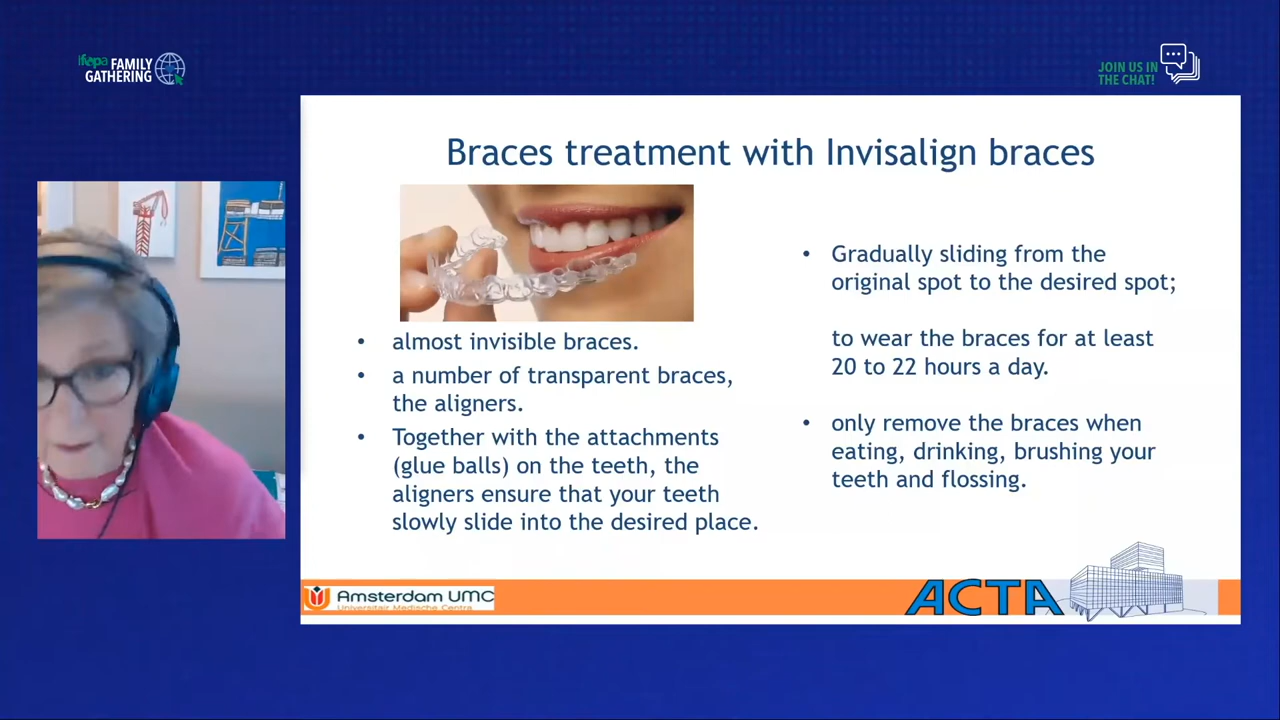 ifopa FAMILY
GATHERING
JOIN US IN
THE CHAT!
Braces treatment with Invisalign braces
• almost invisible braces.
• a number of transparent braces,
the aligners.
• Together with the attachments
(glue balls) on the teeth, the
aligners ensure that your teeth
slowly slide into the desired place.
• Gradually sliding from the
original spot to the desired spot;
to wear the braces for at least
20 to 22 hours a day.
• only remove the braces when
eating, drinking, brushing your
teeth and flossing.
Amsterdam UMC
Universitair Medische Centra
ACTA